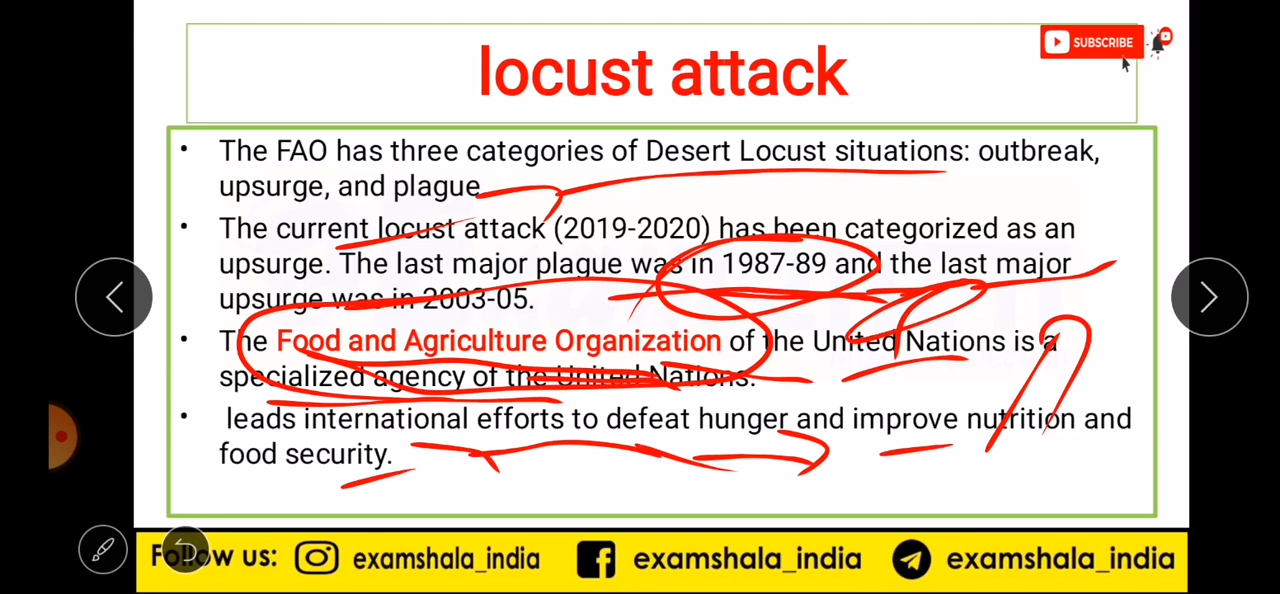 locust attack
SUBSCRIBE
• The FAO has three categories of Desert Locust situations: outbreak,
upsurge, and plague
• The current locust attack (2019-2020) has been categorized as an
upsurge. The last major plague was in 1987-89 and the last major
upsurge was in 2003-05.
• The Food and Agriculture Organization of the United Nations is a
specialized agency of the United Nations.
• leads international efforts to defeat hunger and improve nutrition and
food security.
Follow us: examshala_india examshala_india examshala_india